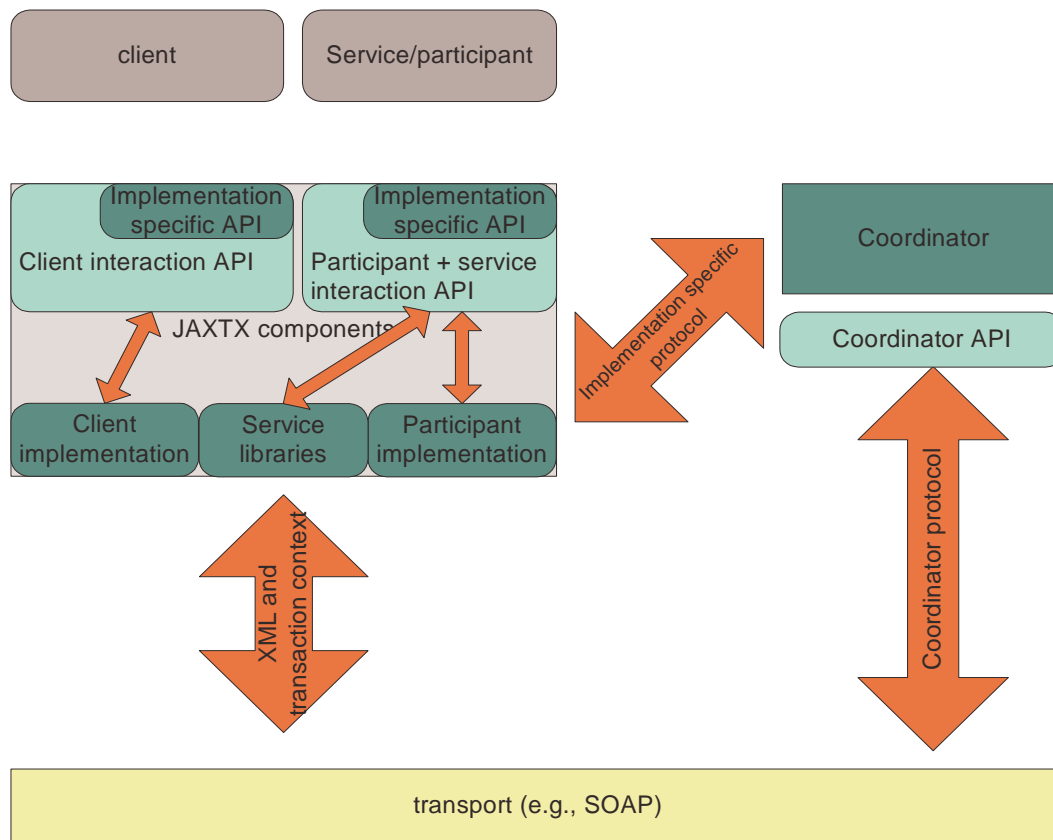 client
Service/participant
Implementation
specific API
Client interaction API
Implementation
specific API
Participant + service
interaction API
JAXTX components
Client
implementation
Service
libraries
Participant
implementation
Implementation specific
protocol
Coordinator
Coordinator API
XML and
transaction context
Coordinator protocol
transport (e.g., SOAP)